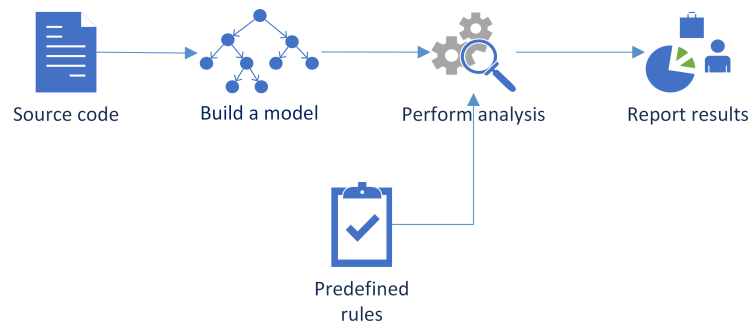 Source code
Build a model
Perform analysis
Report results
Predefined
rules